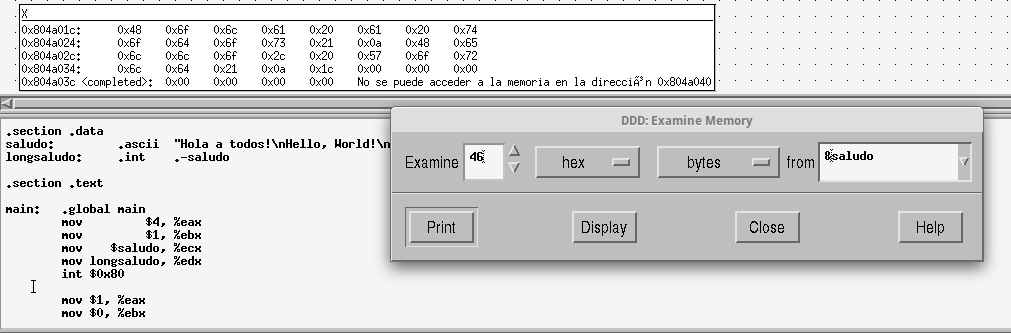 X
0x804a01c: 0x48 0x6f 0x6c 0x61 0x20 0x61 0x20 0x74
0x804a024: 0x6f 0x64 0x6f 0x73 0x21 0x0a 0x48 0x65
0x804a02c: 0x6c 0x6c 0x6f 0x2c 0x20 0x57 0x6f 0x72
0x804a034: 0x6c 0x64 0x21 0x0a 0x1c 0x00 0x00 0x00
0x804a03c <completed>: 0x00 0x00 0x00 0x00 No se puede acceder a la memoria en la direcciÃ³n 0x804a040
.section .data
saludo: .ascii "Hola a todos!\nHello, World!\n
longsaludo: .int .-saludo
.section .text
main: .global main
mov $4, %eax
mov $1, %ebx
mov $saludo, %ecx
mov longsaludo, %edx
int $0x80
mov $1, %eax
mov $0, %ebx
DDD: Examine Memory
Examine 46 hex bytes from &saludo
Print Display Close Help